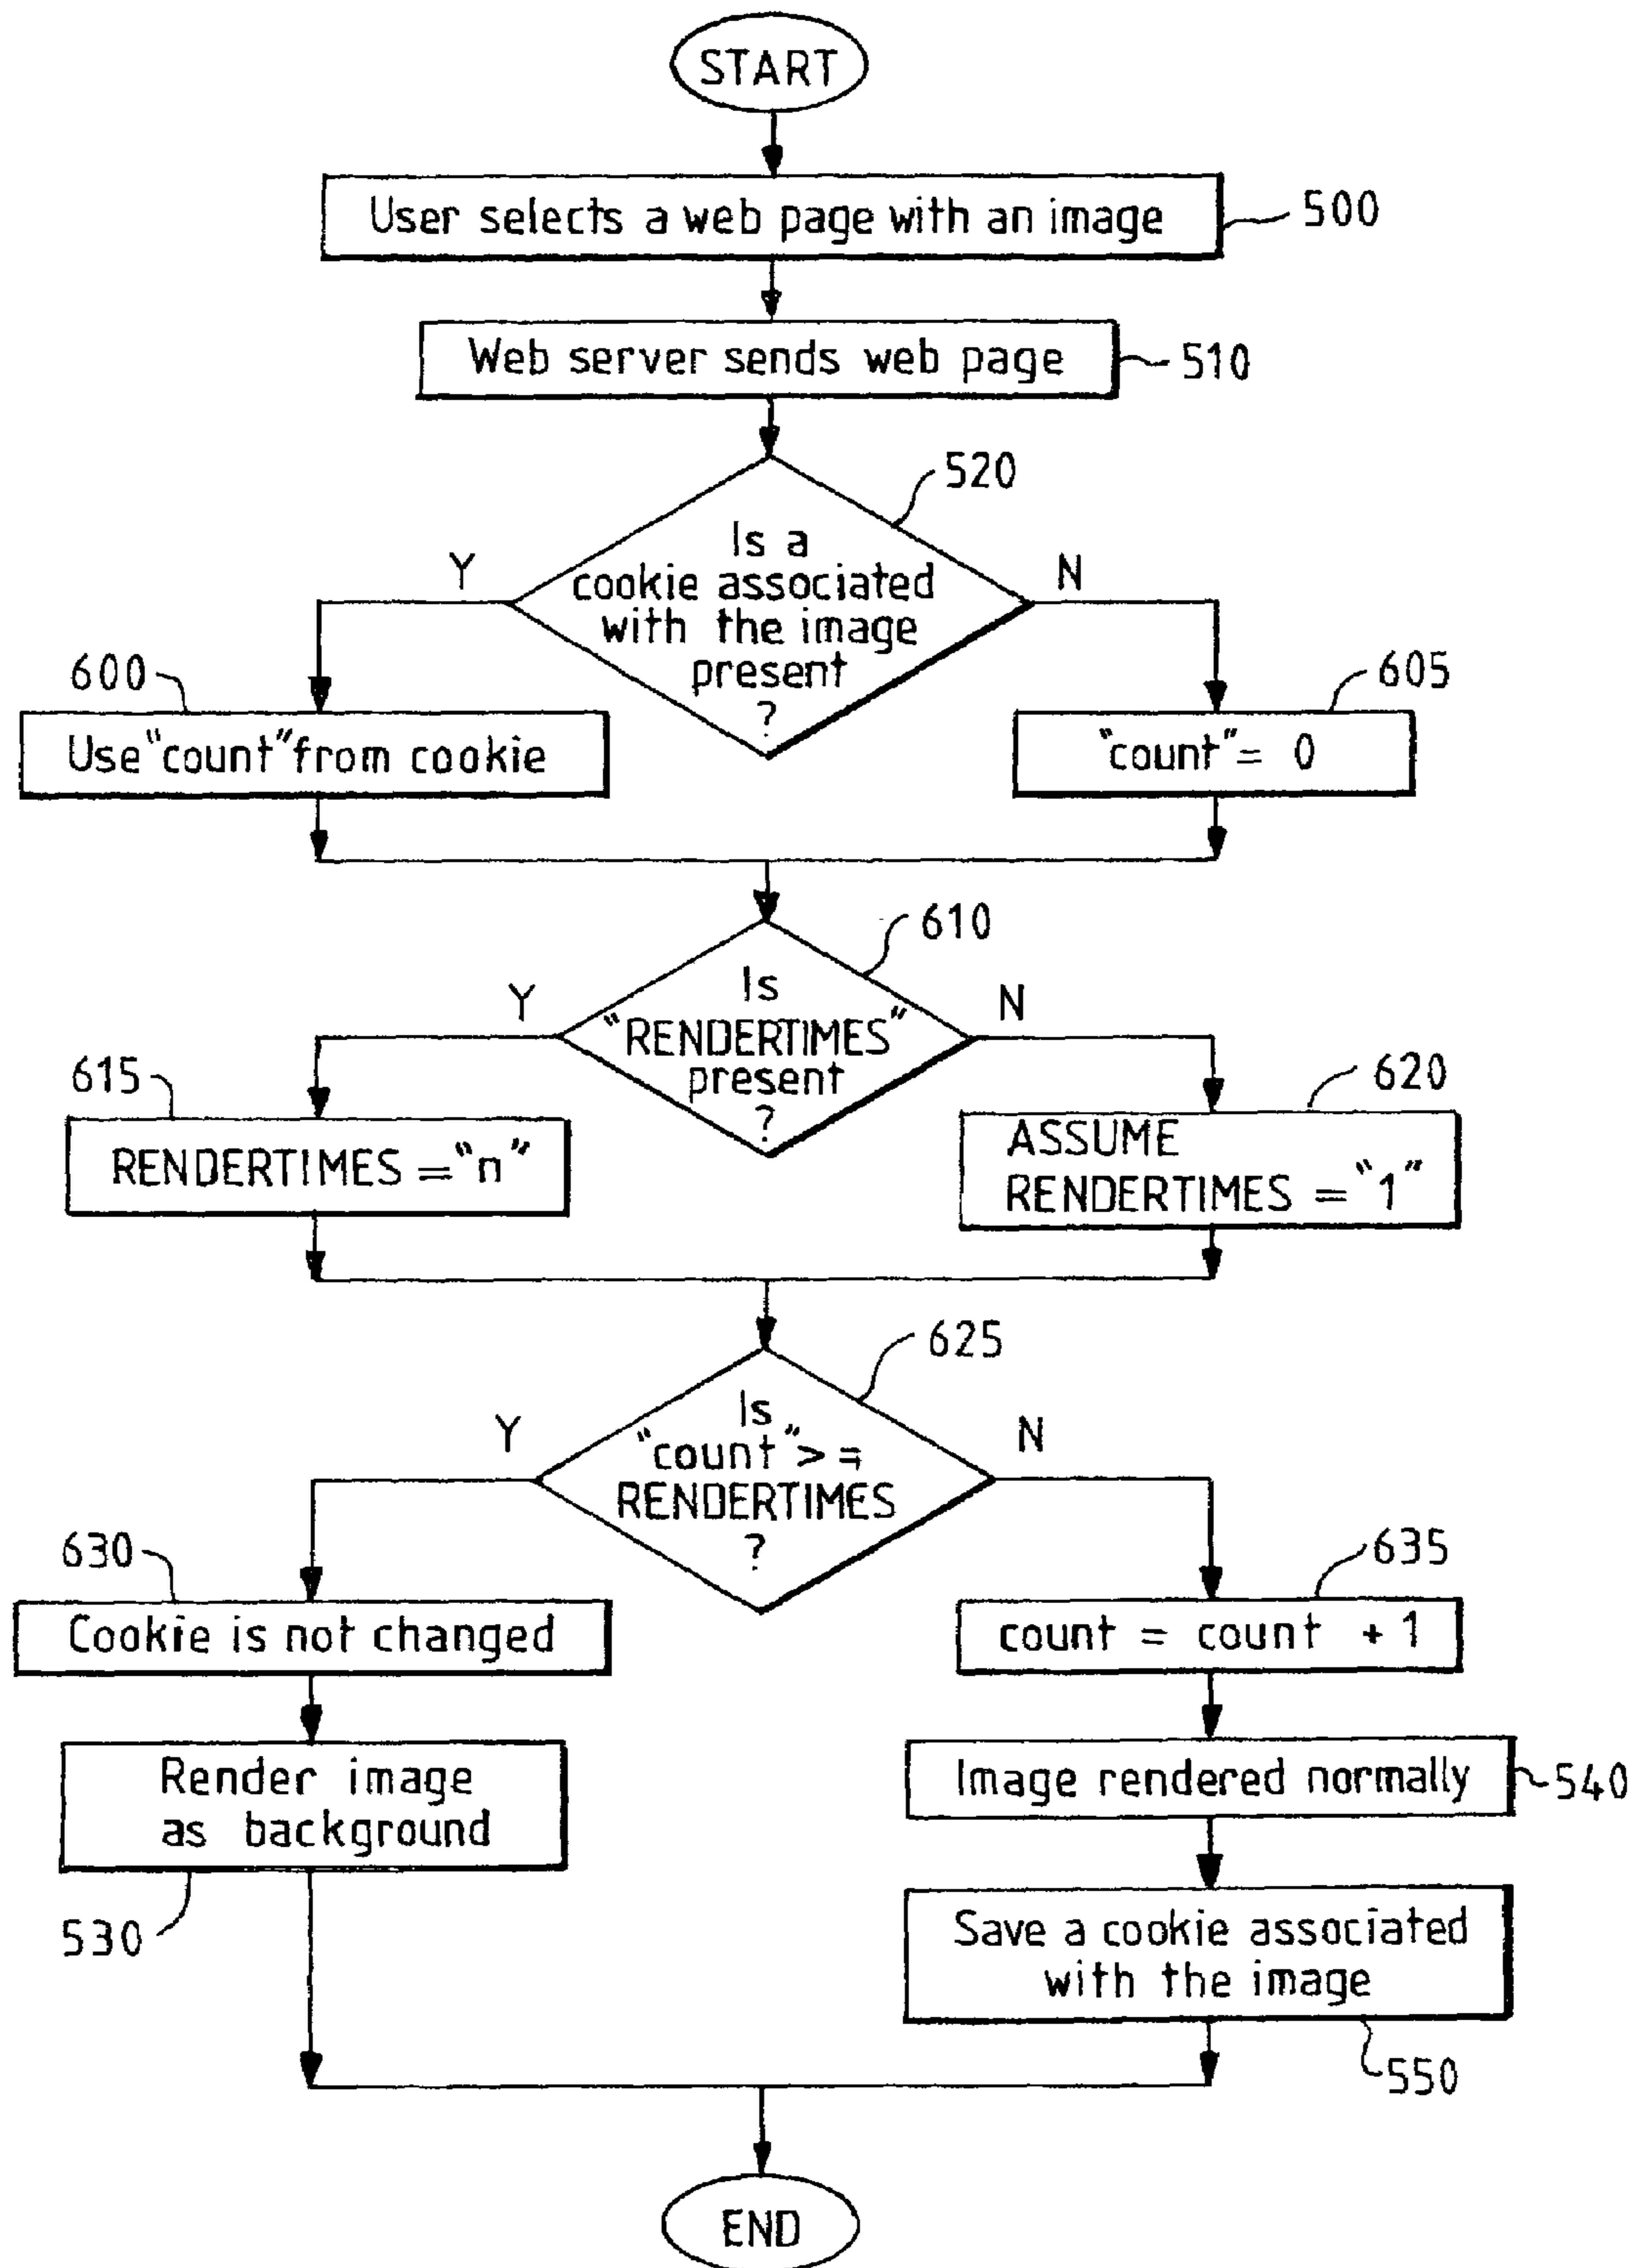 START
User selects a web page with an image
500
Web server sends web page
510
520
Is a
cookie associated
with the image
present
?
Y
N
600
605
Use "count" from cookie
"count" = 0
610
Is
"RENDERTIMES"
present
?
Y
N
615
620
RENDERTIMES = "n"
ASSUME
RENDERTIMES = "1"
625
Is
"count" > =
RENDERTIMES
?
Y
N
630
635
Cookie is not changed
count = count + 1
Render image
as background
530
Image rendered normally
540
Save a cookie associated
with the image
550
END